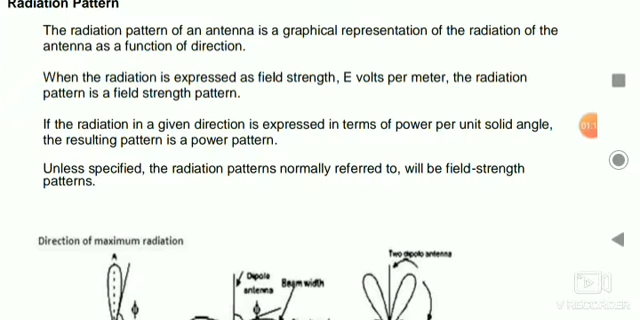 Radiation Pattern
The radiation pattern of an antenna is a graphical representation of the radiation of the
antenna as a function of direction.
When the radiation is expressed as field strength, E volts per meter, the radiation
pattern is a field strength pattern.
If the radiation in a given direction is expressed in terms of power per unit solid angle,
the resulting pattern is a power pattern.
Unless specified, the radiation patterns normally referred to, will be field-strength
patterns.
Direction of maximum radiation
A
ϕ
Dipole
antenna
ϕ
Beam width
Two dipole antenna
V RECORDER